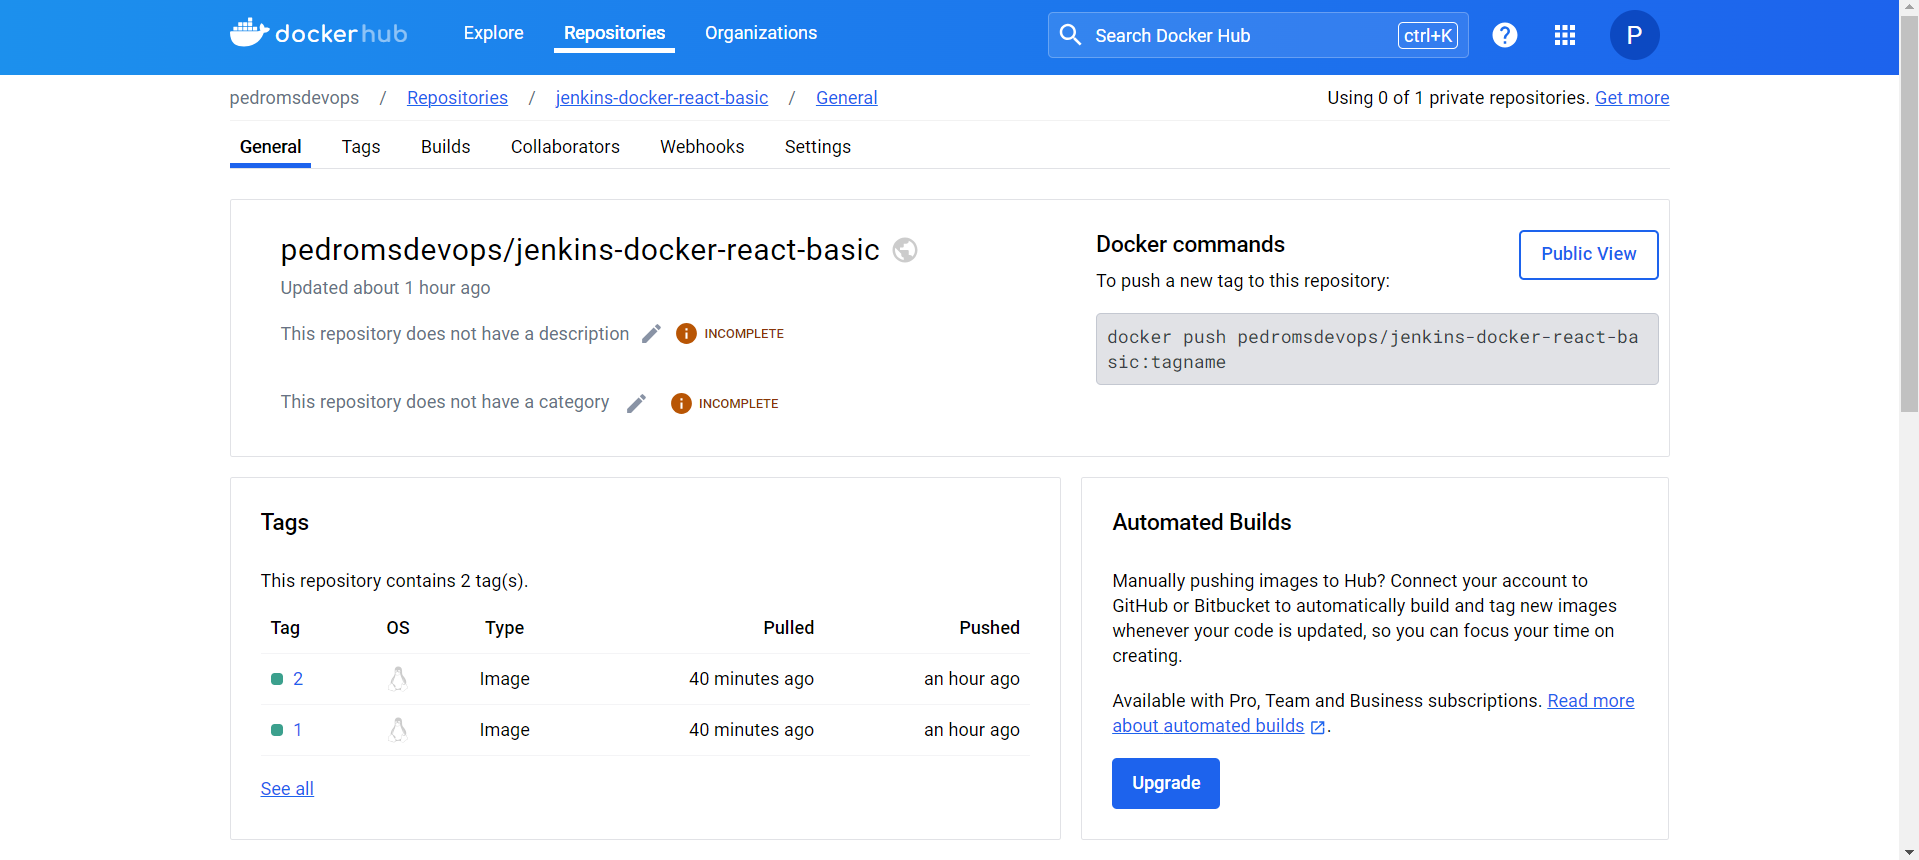 dockerhub
Explore
Repositories
Organizations
Search Docker Hub
ctrl+K
?
P
pedromsdevops / Repositories / jenkins-docker-react-basic / General
Using 0 of 1 private repositories. Get more
General
Tags
Builds
Collaborators
Webhooks
Settings
pedromsdevops/jenkins-docker-react-basic
Updated about 1 hour ago
This repository does not have a description
INCOMPLETE
This repository does not have a category
INCOMPLETE
Docker commands
Public View
To push a new tag to this repository:
docker push pedromsdevops/jenkins-docker-react-ba
sic:tagname
Tags
This repository contains 2 tag(s).
Tag OS Type Pulled Pushed
2 Image 40 minutes ago an hour ago
1 Image 40 minutes ago an hour ago
See all
Automated Builds
Manually pushing images to Hub? Connect your account to
GitHub or Bitbucket to automatically build and tag new images
whenever your code is updated, so you can focus your time on
creating.
Available with Pro, Team and Business subscriptions. Read more
about automated builds .
Upgrade